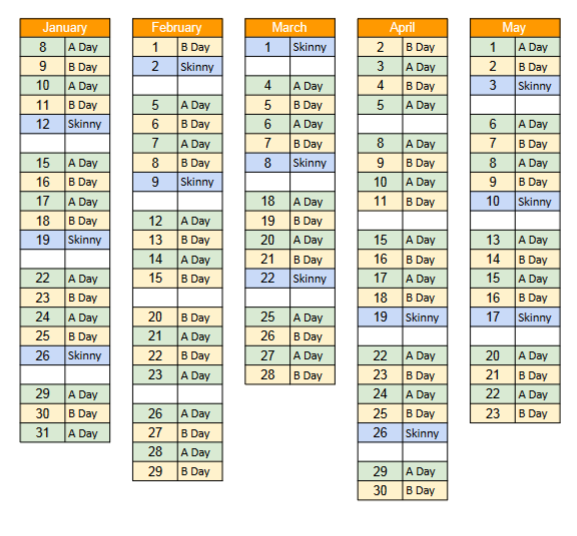 January
8 A Day
9 B Day
10 A Day
11 B Day
12 Skinny
15 A Day
16 B Day
17 A Day
18 B Day
19 Skinny
22 A Day
23 B Day
24 A Day
25 B Day
26 Skinny
29 A Day
30 B Day
31 A Day
February
1 B Day
2 Skinny
5 A Day
6 B Day
7 A Day
8 B Day
9 Skinny
12 A Day
13 B Day
14 A Day
15 B Day
20 B Day
21 A Day
22 B Day
23 A Day
26 A Day
27 B Day
28 A Day
29 B Day
March
1 Skinny
4 A Day
5 B Day
6 A Day
7 B Day
8 Skinny
18 A Day
19 B Day
20 A Day
21 B Day
22 Skinny
25 A Day
26 B Day
27 A Day
28 B Day
April
2 B Day
3 A Day
4 B Day
5 A Day
8 A Day
9 B Day
10 A Day
11 B Day
15 A Day
16 B Day
17 A Day
18 B Day
19 Skinny
22 A Day
23 B Day
24 A Day
25 B Day
26 Skinny
29 A Day
30 B Day
May
1 A Day
2 B Day
3 Skinny
6 A Day
7 B Day
8 A Day
9 B Day
10 Skinny
13 A Day
14 B Day
15 A Day
16 B Day
17 Skinny
20 A Day
21 B Day
22 A Day
23 B Day